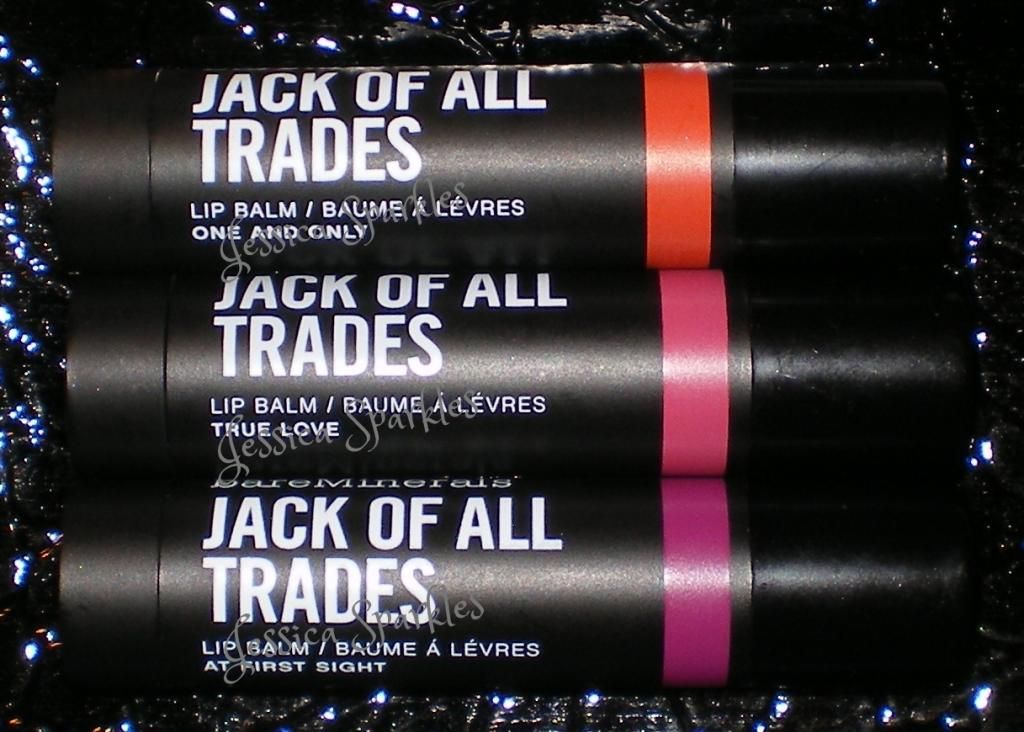 JACK OF ALL
TRADES
LIP BALM / BAUME Á LÉVRES
ONE AND ONLY
Jessica Sparkles
JACK OF ALL
TRADES
LIP BALM / BAUME Á LÉVRES
TRUE LOVE
Jessica Sparkles
bareMinerals
JACK OF ALL
TRADES
LIP BALM / BAUME Á LÉVRES
AT FIRST SIGHT
Jessica Sparkles